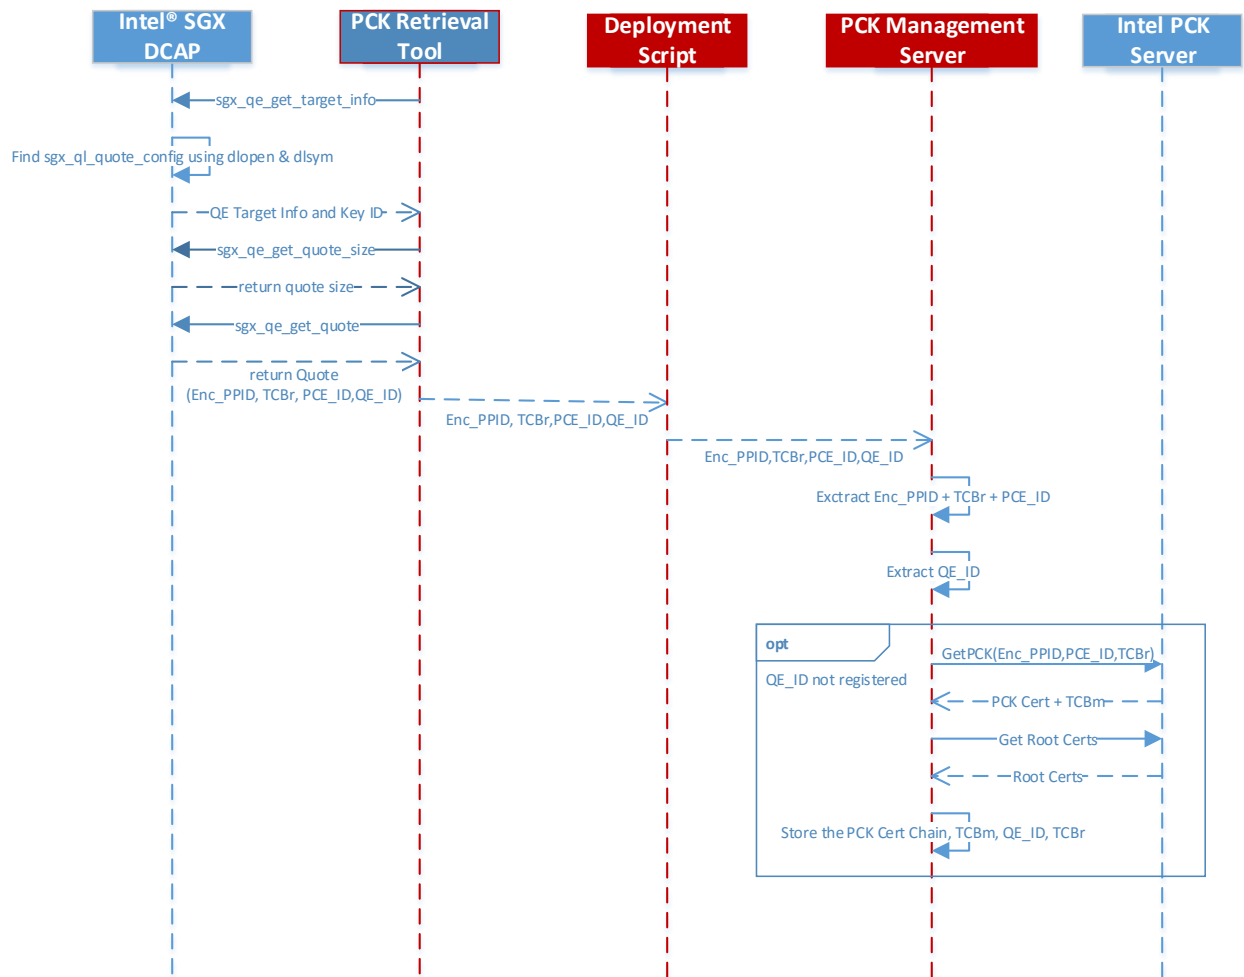 Intel® SGX
DCAP
PCK Retrieval
Tool
Deployment
Script
PCK Management
Server
Intel PCK
Server
sgx_qe_get_target_info
Find sgx_ql_quote_config using dlopen & dlsym
QE Target Info and Key ID
sgx_qe_get_quote_size
return quote size
sgx_qe_get_quote
return Quote
(Enc_PPID, TCBr, PCE_ID,QE_ID)
Enc_PPID, TCBr,PCE_ID,QE_ID
Enc_PPID,TCBr,PCE_ID,QE_ID
Exctract Enc_PPID + TCBr + PCE_ID
Extract QE_ID
opt
GetPCK(Enc_PPID,PCE_ID,TCBr)
QE_ID not registered
PCK Cert + TCBm
Get Root Certs
Root Certs
Store the PCK Cert Chain, TCBm, QE_ID, TCBr